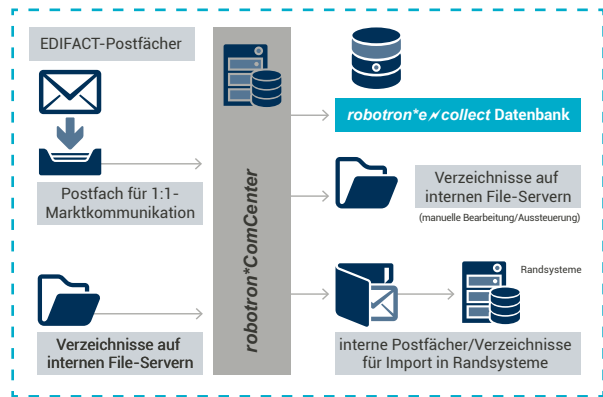 EDIFACT-Postfächer
Postfach für 1:1-
Marktkommunikation
Verzeichnisse auf
internen File-Servern
robotron*ComCenter
robotron*e collect Datenbank
Verzeichnisse auf
internen File-Servern
(manuelle Bearbeitung/Aussteuerung)
Randsysteme
interne Postfächer/Verzeichnisse
für Import in Randsysteme